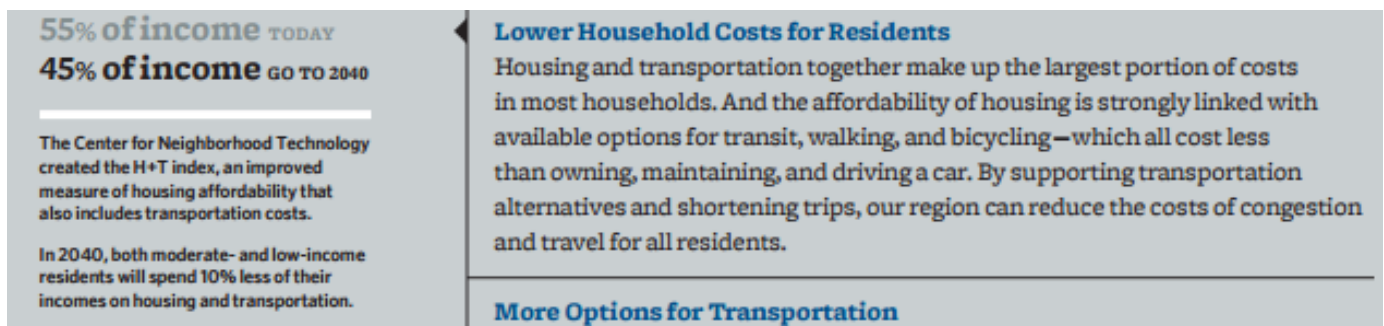 55% of income TODAY
45% of income GO TO 2040
The Center for Neighborhood Technology
created the H+T index, an improved
measure of housing affordability that
also includes transportation costs.
In 2040, both moderate- and low-income
residents will spend 10% less of their
incomes on housing and transportation.
Lower Household Costs for Residents
Housing and transportation together make up the largest portion of costs
in most households. And the affordability of housing is strongly linked with
available options for transit, walking, and bicycling—which all cost less
than owning, maintaining, and driving a car. By supporting transportation
alternatives and shortening trips, our region can reduce the costs of congestion
and travel for all residents.
More Options for Transportation